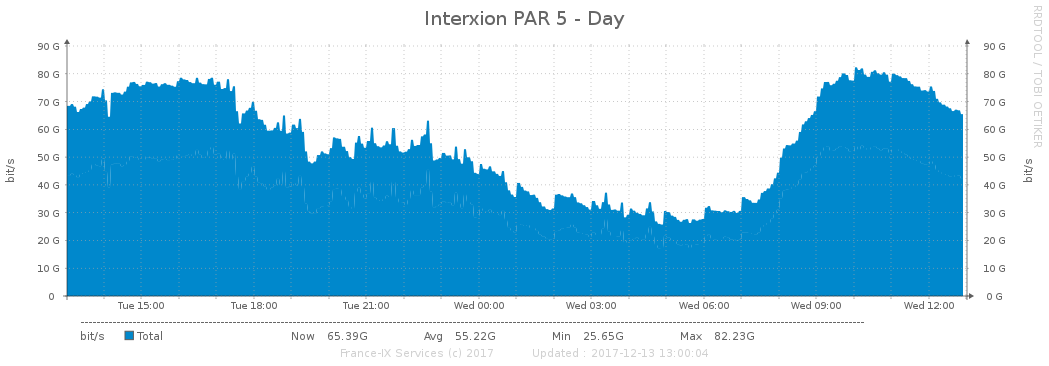 Interxion PAR 5 - Day
RRDTOOL / TOBI OETIKER
90 G 90 G
80 G 80 G
70 G 70 G
60 G 60 G
50 G 50 G
40 G 40 G
30 G 30 G
20 G 20 G
10 G 10 G
0 0 G
bit/s bit/s
Tue 15:00 Tue 18:00 Tue 21:00 Wed 00:00 Wed 03:00 Wed 06:00 Wed 09:00 Wed 12:00
bit/s Total Now 65.39G Avg 55.22G Min 25.65G Max 82.23G
France-IX Services (c) 2017 Updated : 2017-12-13 13:00:04